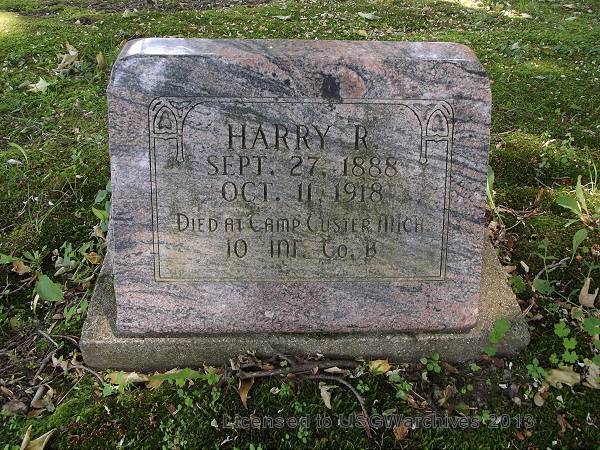 HARRY R.
SEPT. 27, 1888
OCT. 11, 1918
DIED AT CAMP CUSTER MICH
10 INF. CO. B
Licensed to USGWarchives 2013